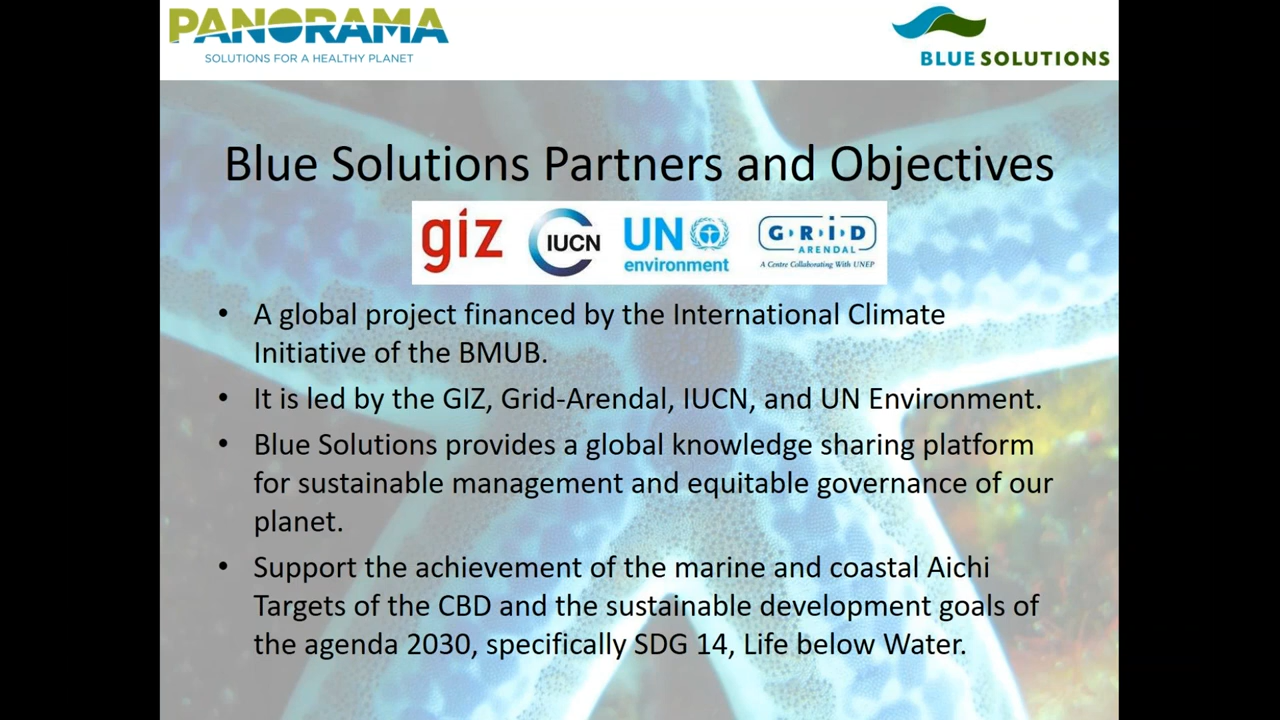 PANORAMA
SOLUTIONS FOR A HEALTHY PLANET
BLUE SOLUTIONS
Blue Solutions Partners and Objectives
giz
IUCN
UN
environment
G·R·I·D
ARENDAL
A Centre Collaborating With UNEP
• A global project financed by the International Climate
Initiative of the BMUB.
• It is led by the GIZ, Grid-Arendal, IUCN, and UN Environment.
• Blue Solutions provides a global knowledge sharing platform
for sustainable management and equitable governance of our
planet.
• Support the achievement of the marine and coastal Aichi
Targets of the CBD and the sustainable development goals of
the agenda 2030, specifically SDG 14, Life below Water.